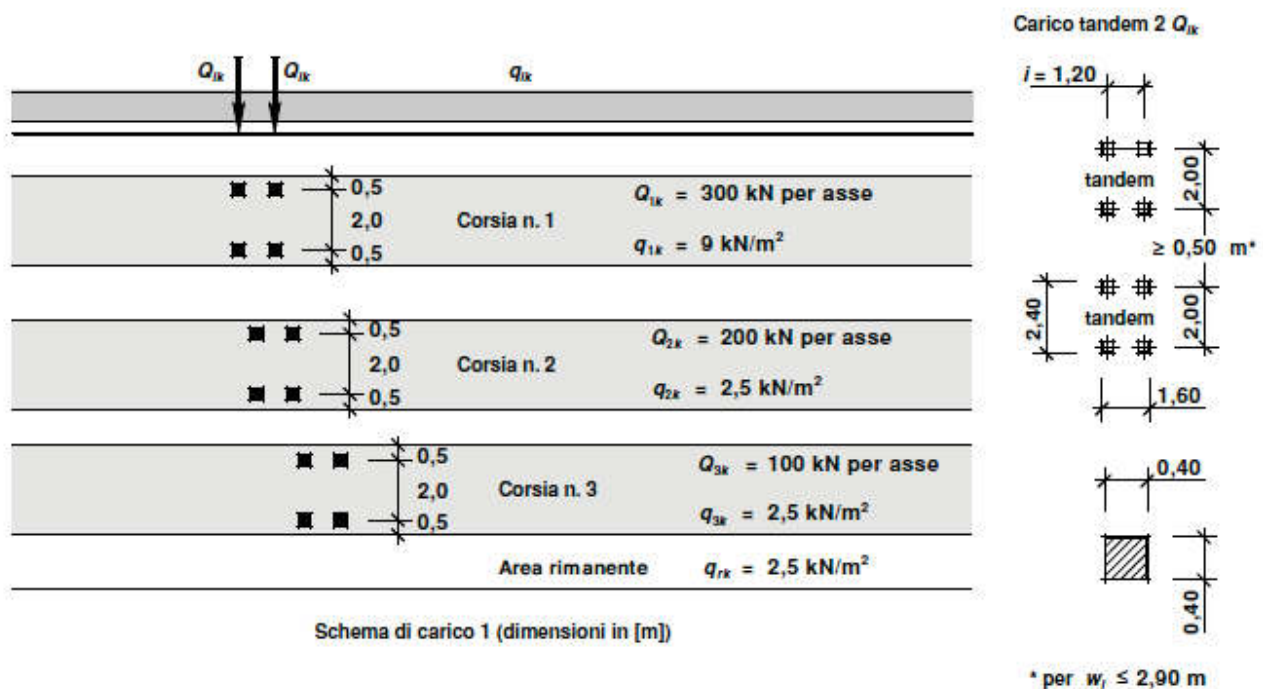 Carico tandem 2 Qik
Qik Qik qik
i = 1,20
0,5
2,0
0,5
Corsia n. 1
Q1k = 300 kN per asse
q1k = 9 kN/m²
tandem
2,00
≥ 0,50 m*
0,5
2,0
0,5
Corsia n. 2
Q2k = 200 kN per asse
q2k = 2,5 kN/m²
2,40
tandem
2,00
1,60
0,5
2,0
0,5
Corsia n. 3
Q3k = 100 kN per asse
q3k = 2,5 kN/m²
0,40
0,40
Area rimanente qrk = 2,5 kN/m²
Schema di carico 1 (dimensioni in [m])
* per wl ≤ 2,90 m